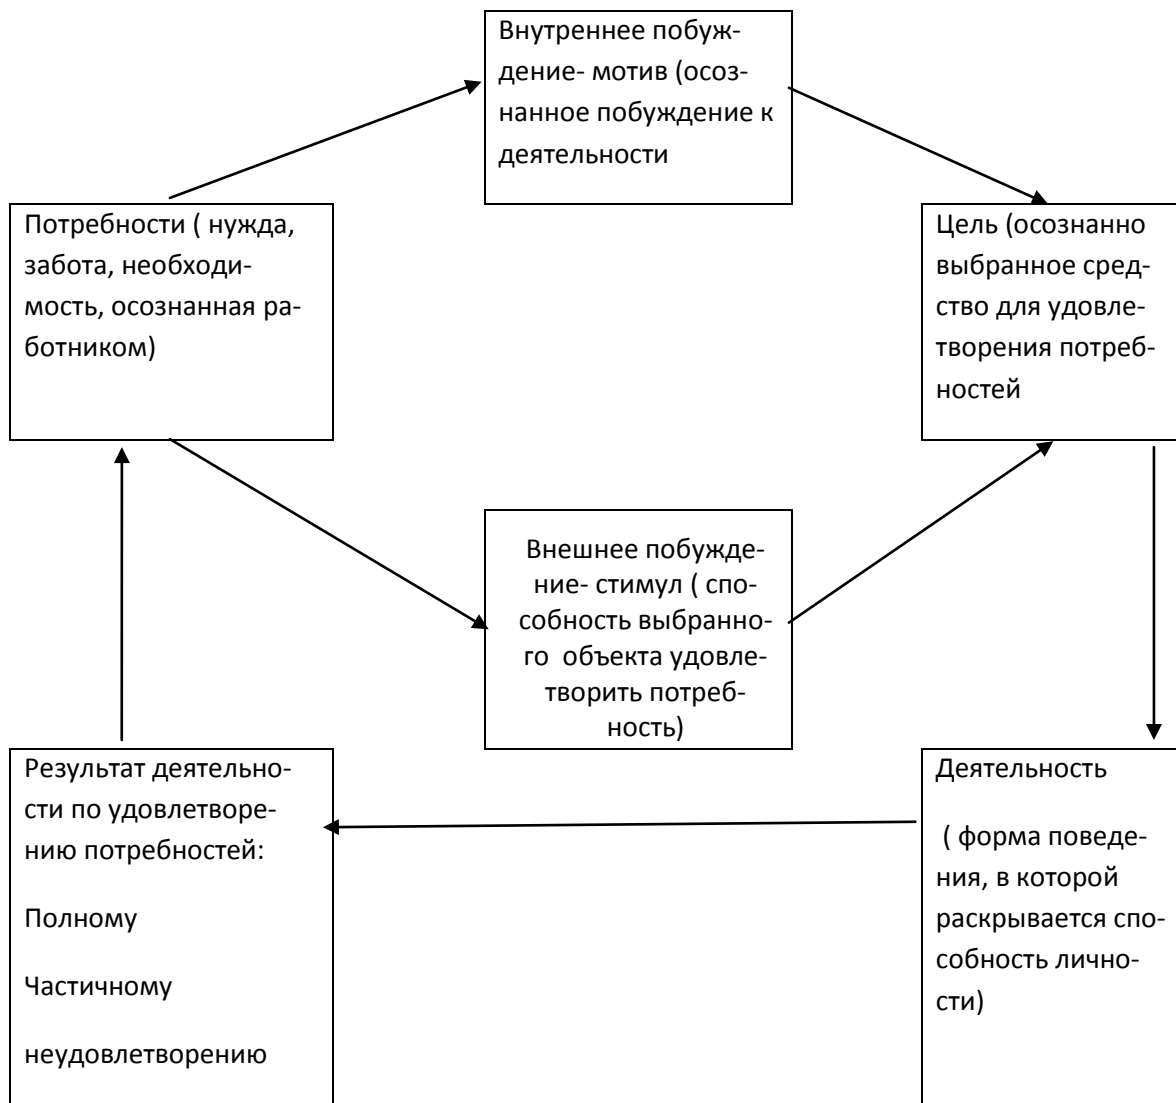 Внутреннее побуж-
дение- мотив (осоз-
нанное побуждение к
деятельности
Потребности ( нужда,
забота, необходи-
мость, осознанная ра-
ботником)
Цель (осознанно
выбранное сред-
ство для удовле-
творения потреб-
ностей
Внешнее побужде-
ние- стимул ( спо-
собность выбранно-
го  объекта удовле-
творить потреб-
ность)
Результат деятельно-
сти по удовлетворе-
нию потребностей:
Полному
Частичному
неудовлетворению
Деятельность
( форма поведе-
ния, в которой
раскрывается спо-
собность лично-
сти)